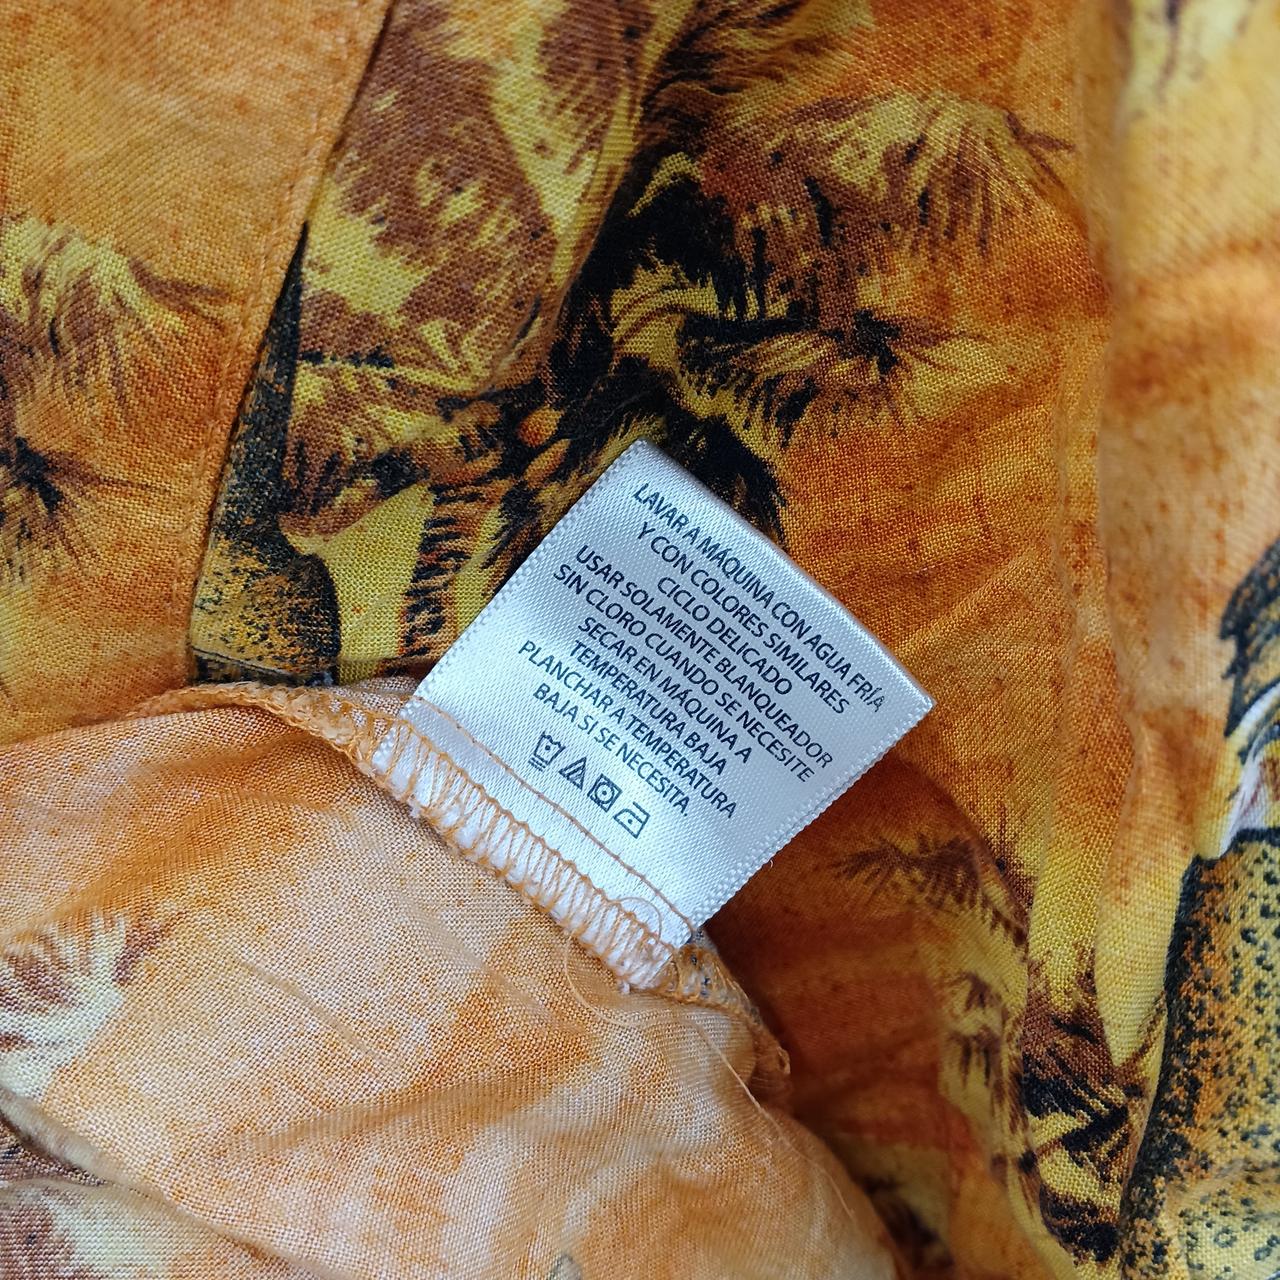 LAVAR A MÁQUINA CON AGUA FRÍA
Y CON COLORES SIMILARES
CICLO DELICADO
USAR SOLAMENTE BLANQUEADOR
SIN CLORO CUANDO SE NECESITE
SECAR EN MÁQUINA A
TEMPERATURA BAJA
PLANCHAR A TEMPERATURA
BAJA SI SE NECESITA.